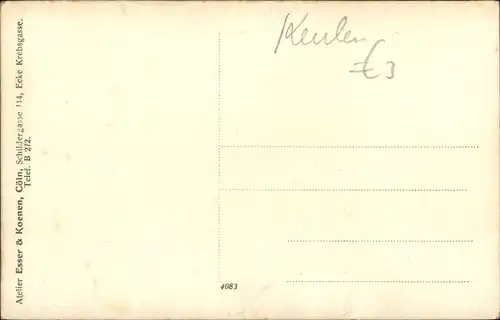 Atelier Esser & Koenen, Cöln, Schildergasse 114, Ecke Krebsgasse.
Telef. B 272.
Keulen
€ 3
4083